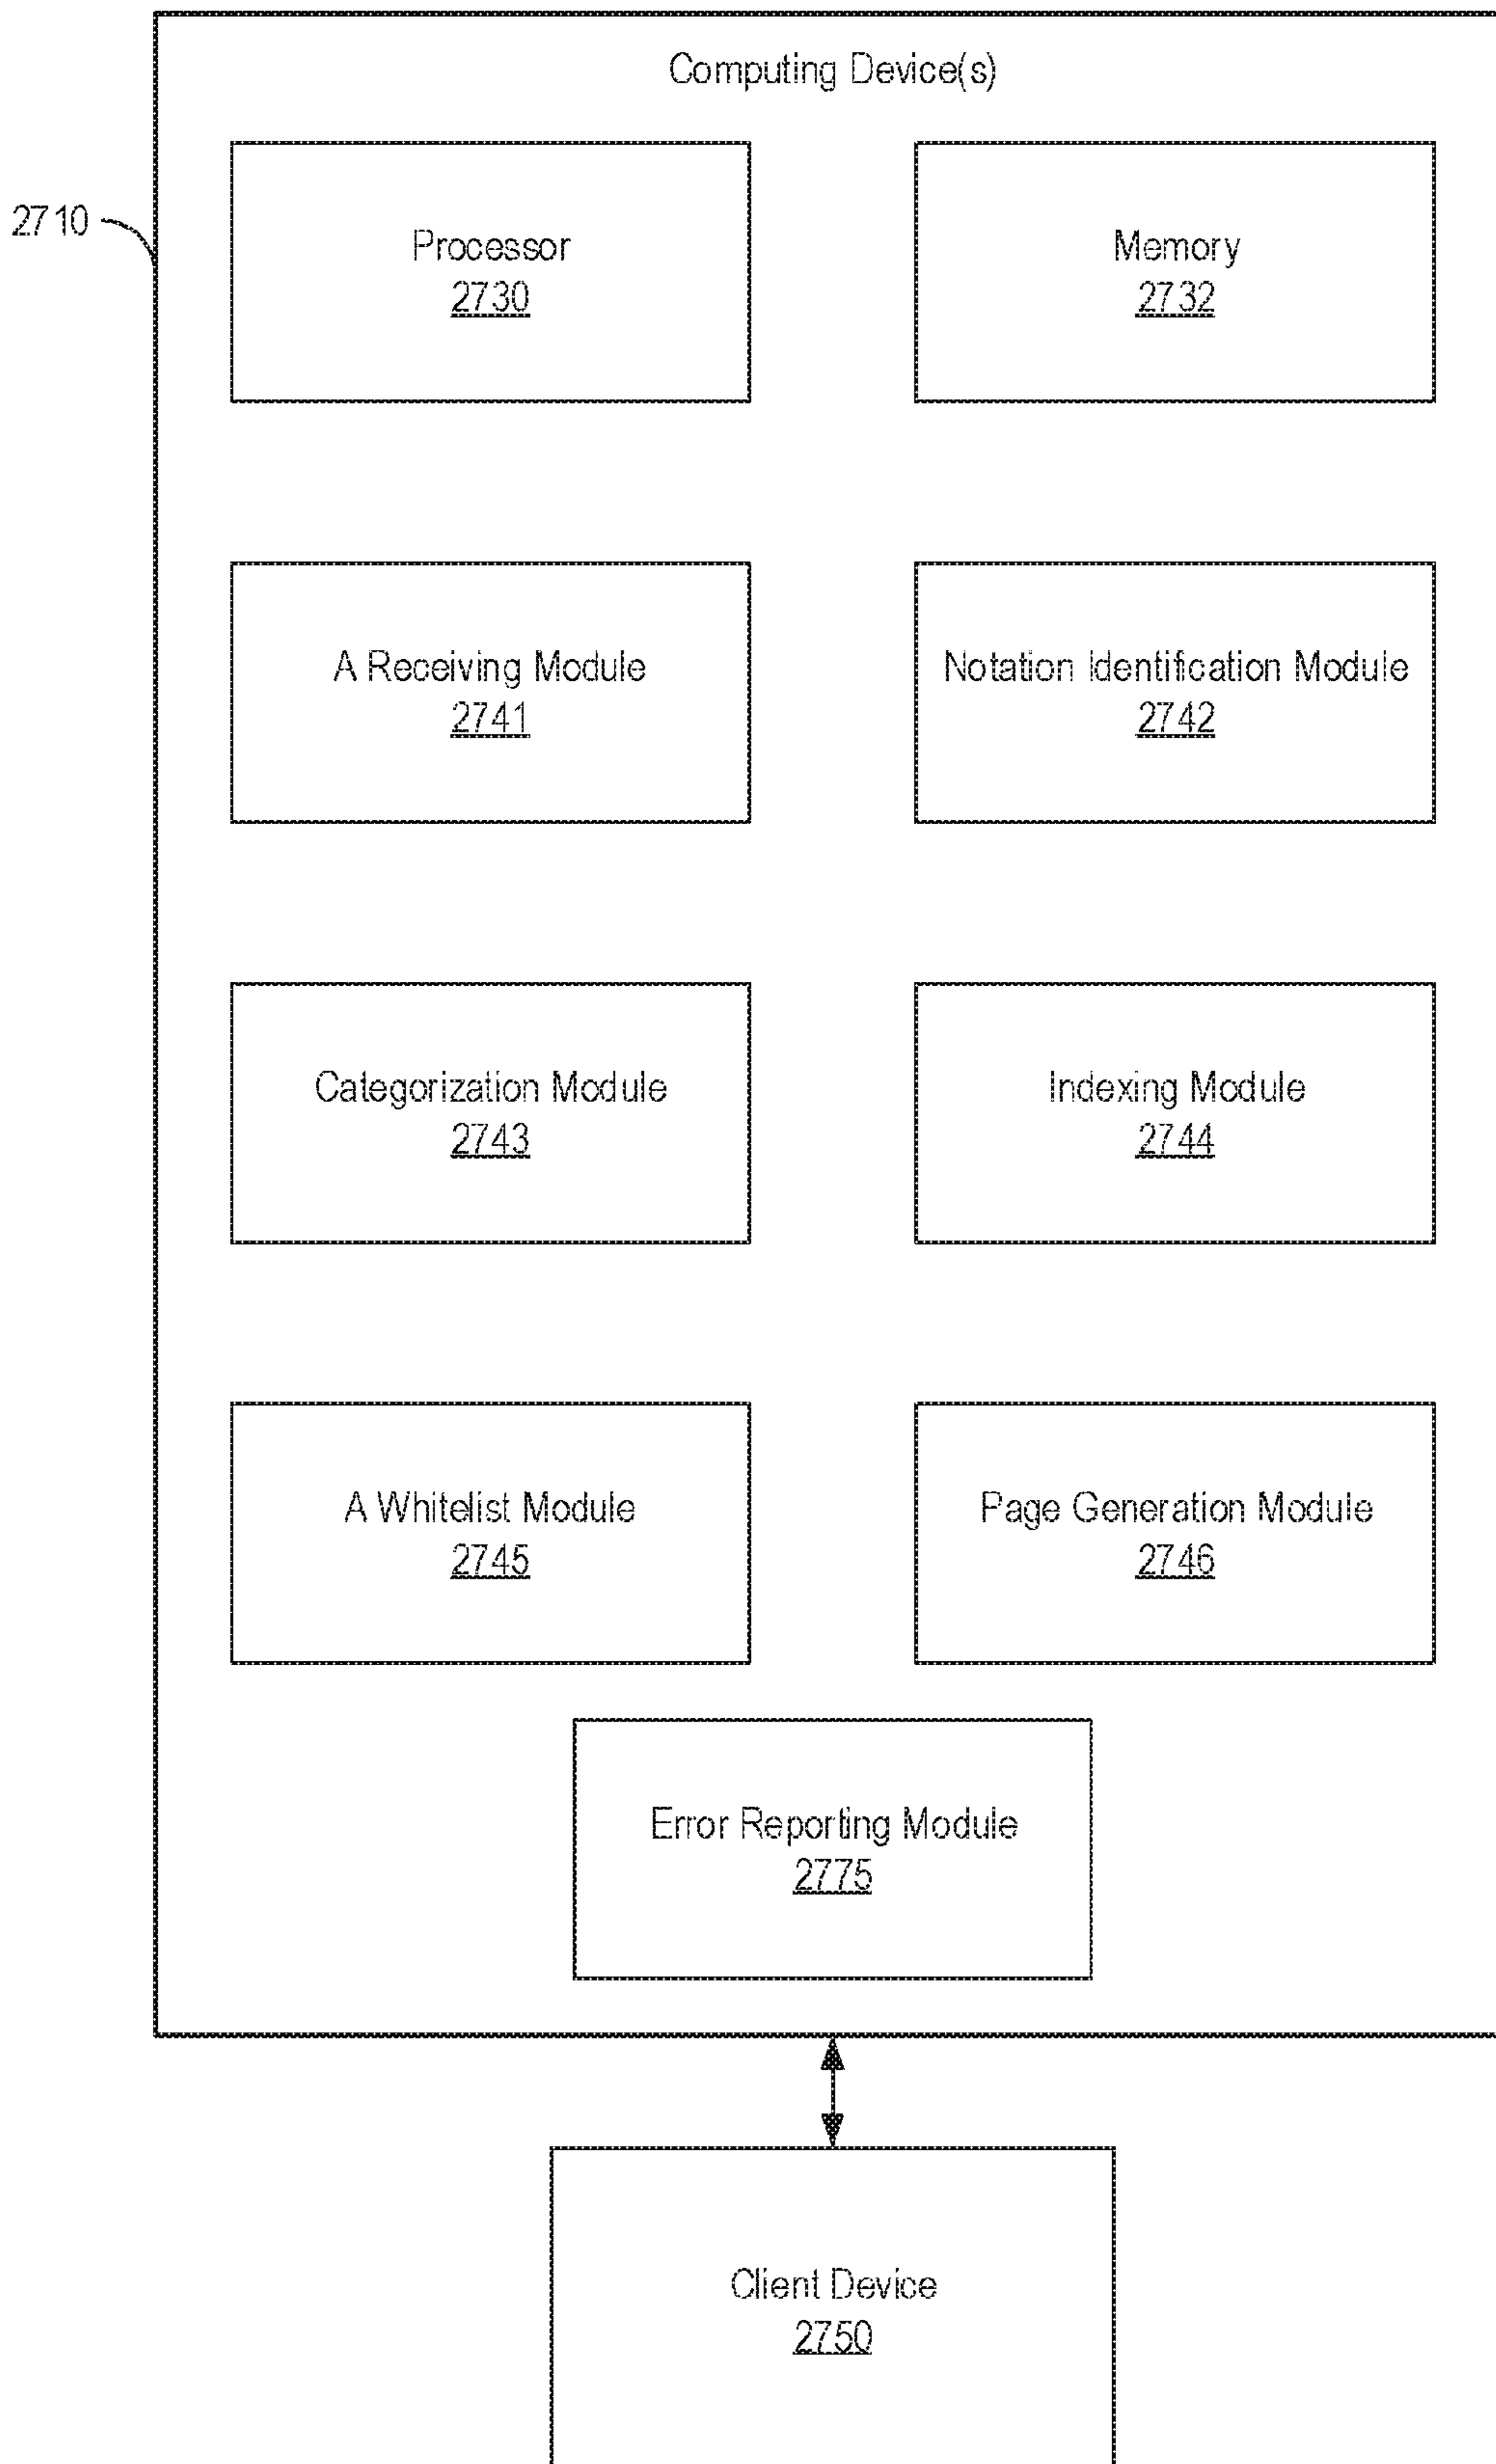 Computing Device(s)
2710
Processor
2730
Memory
2732
A Receiving Module
2741
Notation Identification Module
2742
Categorization Module
2743
Indexing Module
2744
A Whitelist Module
2745
Page Generation Module
2746
Error Reporting Module
2775
Client Device
2750